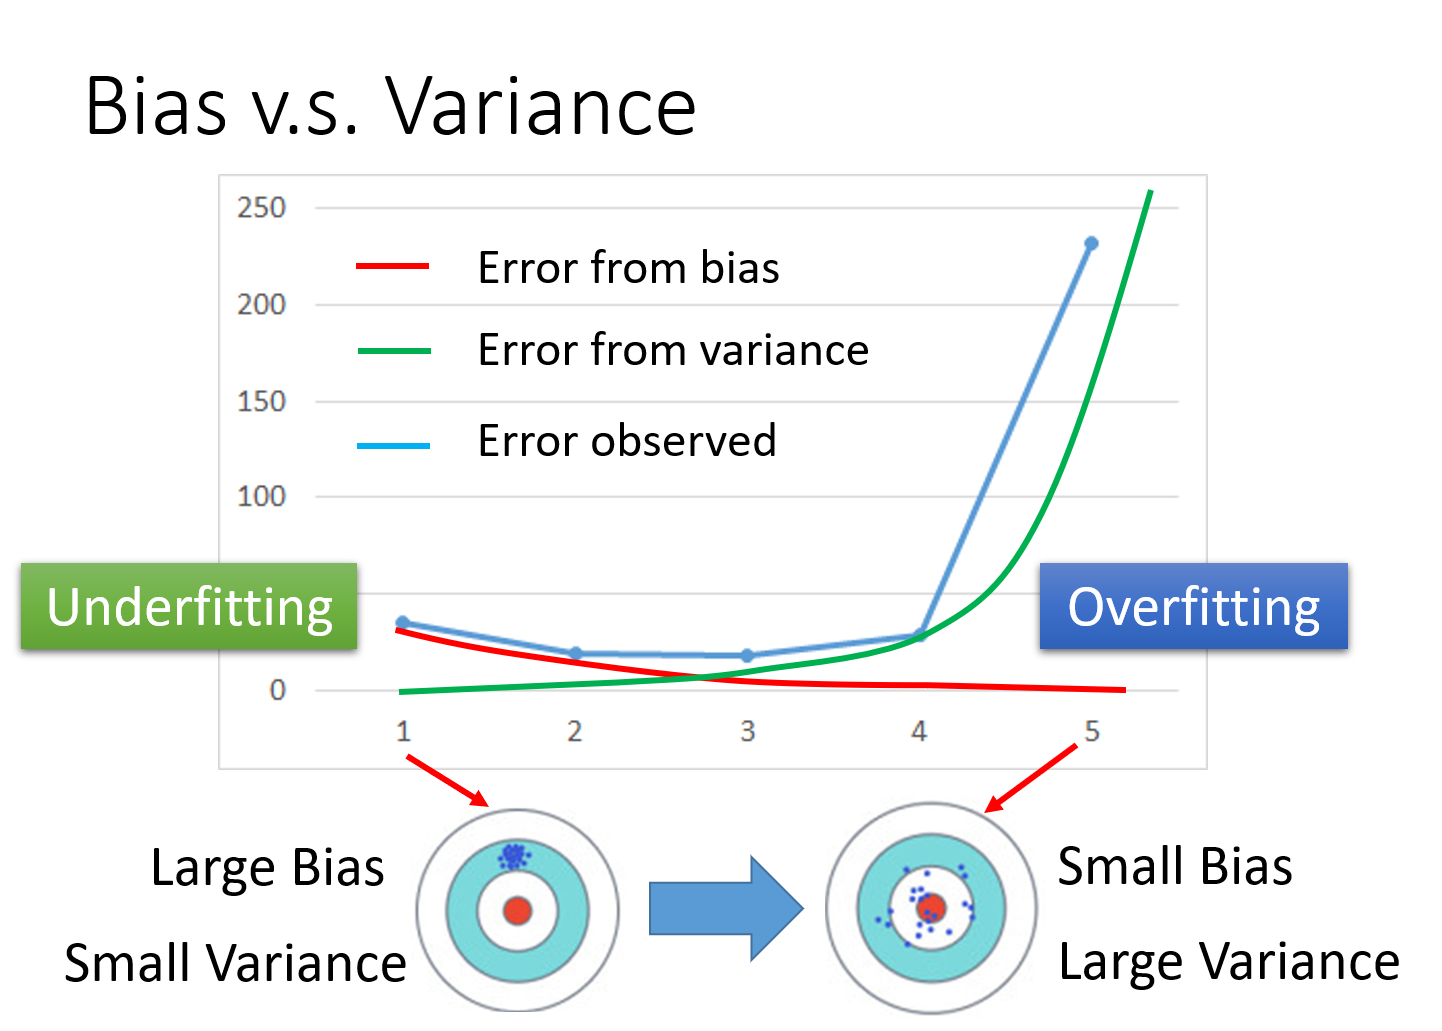 Bias v.s. Variance
250
200
150
100
0
Error from bias
Error from variance
Error observed
Underfitting
Overfitting
1 2 3 4 5
Large Bias
Small Variance
Small Bias
Large Variance